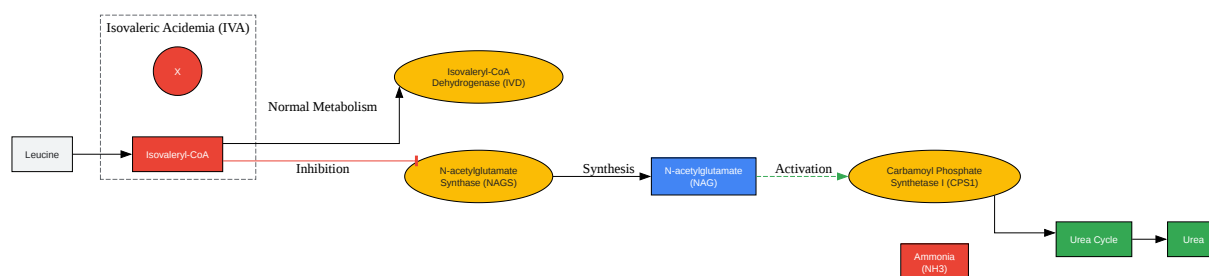 Isovaleric Acidemia (IVA)
X
Isovaleryl-CoA
Dehydrogenase (IVD)
Normal Metabolism
Leucine
Isovaleryl-CoA
Inhibition
N-acetylglutamate
Synthase (NAGS)
Synthesis
N-acetylglutamate
(NAG)
Activation
Carbamoyl Phosphate
Synthetase I (CPS1)
Urea Cycle
Urea
Ammonia
(NH3)